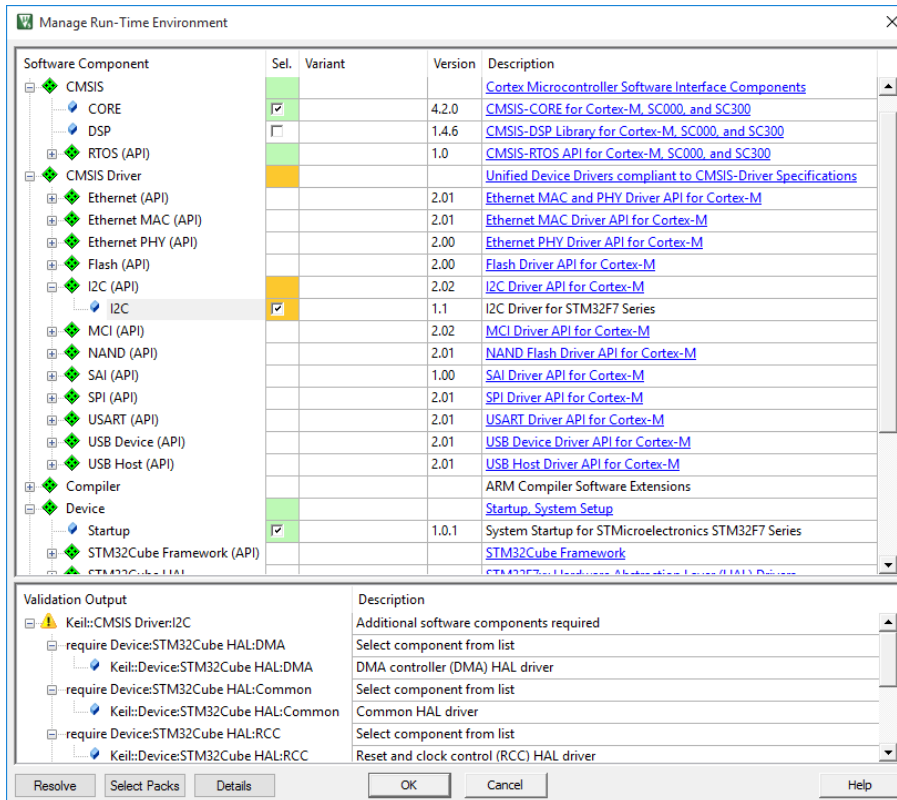 Manage Run-Time Environment
Software Component Sel. Variant Version Description
CMSIS Cortex Microcontroller Software Interface Components
CORE 4.2.0 CMSIS-CORE for Cortex-M, SC000, and SC300
DSP 1.4.6 CMSIS-DSP Library for Cortex-M, SC000, and SC300
RTOS (API) 1.0 CMSIS-RTOS API for Cortex-M, SC000, and SC300
CMSIS Driver Unified Device Drivers compliant to CMSIS-Driver Specifications
Ethernet (API) 2.01 Ethernet MAC and PHY Driver API for Cortex-M
Ethernet MAC (API) 2.01 Ethernet MAC Driver API for Cortex-M
Ethernet PHY (API) 2.00 Ethernet PHY Driver API for Cortex-M
Flash (API) 2.00 Flash Driver API for Cortex-M
I2C (API) 2.02 I2C Driver API for Cortex-M
I2C 1.1 I2C Driver for STM32F7 Series
MCI (API) 2.02 MCI Driver API for Cortex-M
NAND (API) 2.01 NAND Flash Driver API for Cortex-M
SAI (API) 1.00 SAI Driver API for Cortex-M
SPI (API) 2.01 SPI Driver API for Cortex-M
USART (API) 2.01 USART Driver API for Cortex-M
USB Device (API) 2.01 USB Device Driver API for Cortex-M
USB Host (API) 2.01 USB Host Driver API for Cortex-M
Compiler ARM Compiler Software Extensions
Device Startup, System Setup
Startup 1.0.1 System Startup for STMicroelectronics STM32F7 Series
STM32Cube Framework (API) STM32Cube Framework
STM32Cube HAL STM32F7xx Hardware Abstraction Layer (HAL) Drivers
Validation Output Description
Keil::CMSIS Driver:I2C Additional software components required
require Device:STM32Cube HAL:DMA Select component from list
Keil::Device:STM32Cube HAL:DMA DMA controller (DMA) HAL driver
require Device:STM32Cube HAL:Common Select component from list
Keil::Device:STM32Cube HAL:Common Common HAL driver
require Device:STM32Cube HAL:RCC Select component from list
Keil::Device:STM32Cube HAL:RCC Reset and clock control (RCC) HAL driver
Resolve Select Packs Details OK Cancel Help